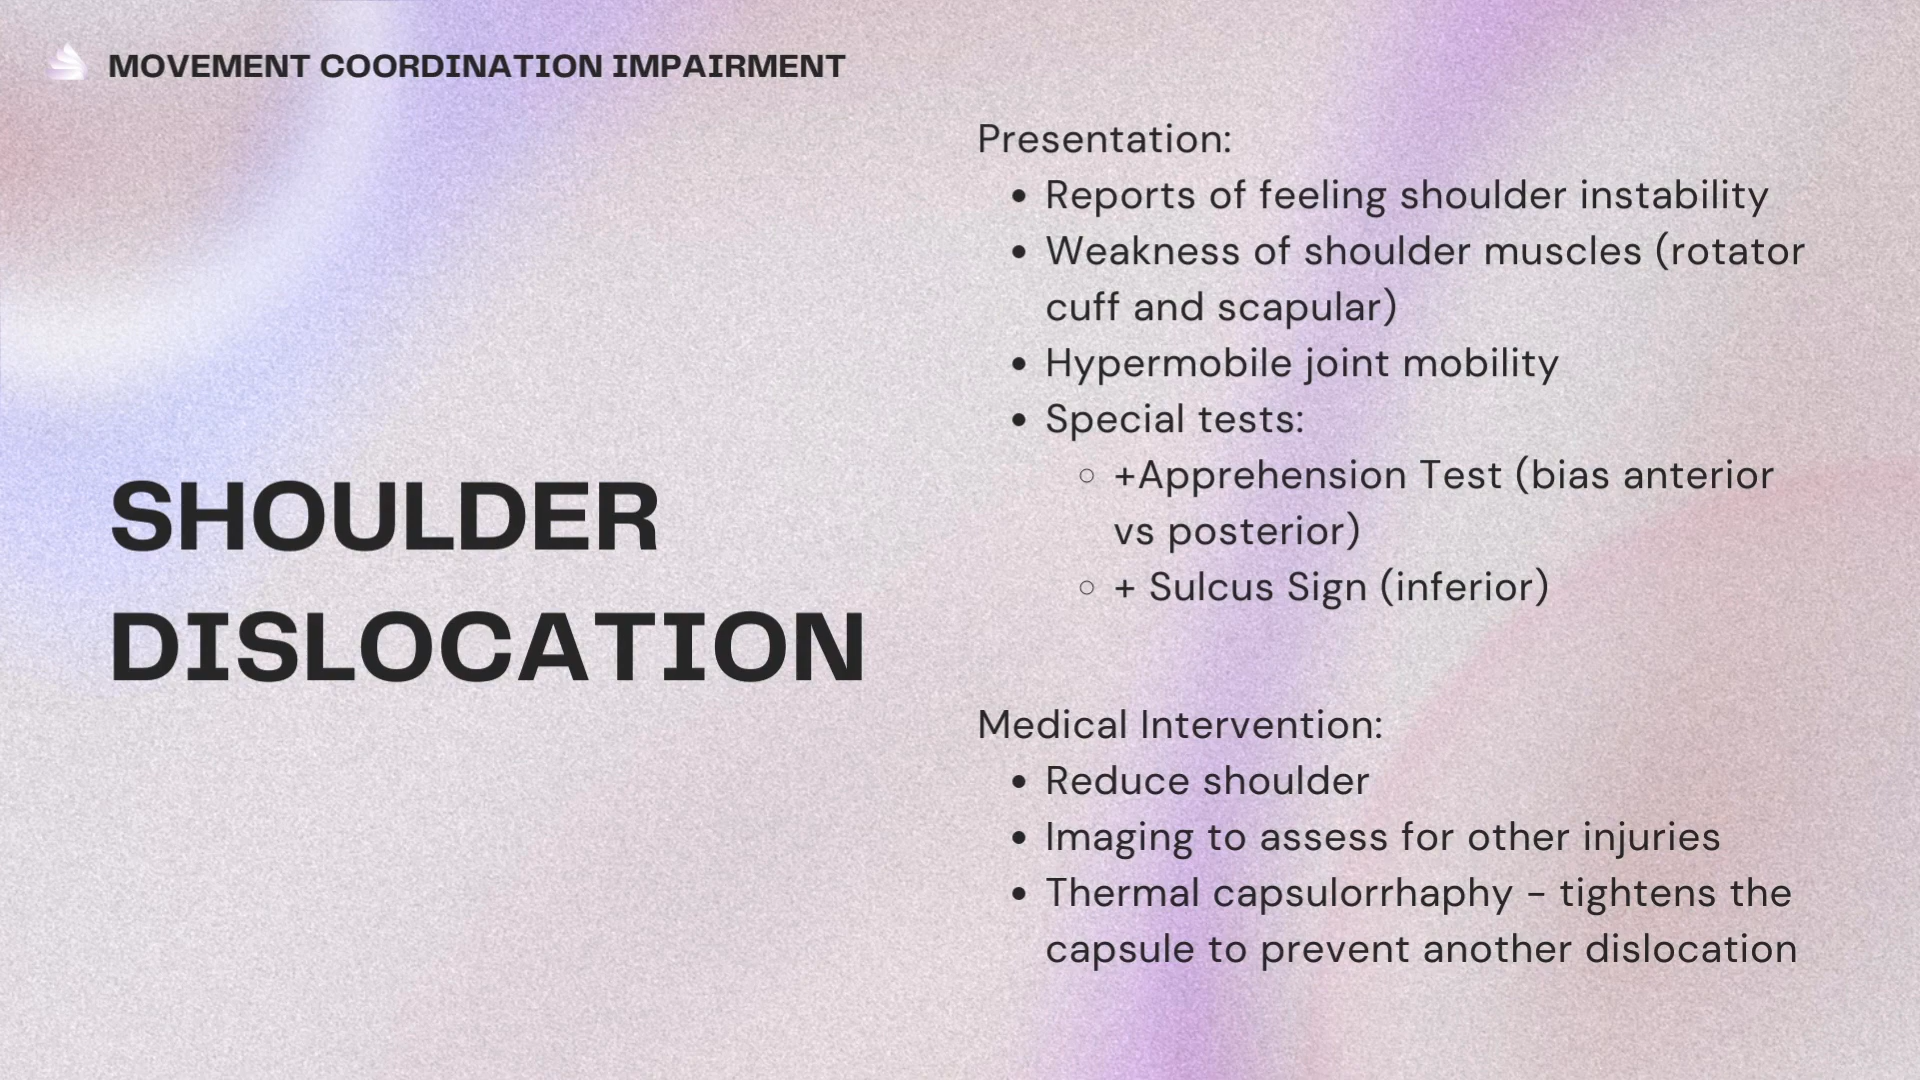 MOVEMENT COORDINATION IMPAIRMENT
SHOULDER
DISLOCATION
Presentation:
• Reports of feeling shoulder instability
• Weakness of shoulder muscles (rotator
cuff and scapular)
• Hypermobile joint mobility
• Special tests:
◦ +Apprehension Test (bias anterior
vs posterior)
◦ + Sulcus Sign (inferior)
Medical Intervention:
• Reduce shoulder
• Imaging to assess for other injuries
• Thermal capsulorrhaphy - tightens the
capsule to prevent another dislocation